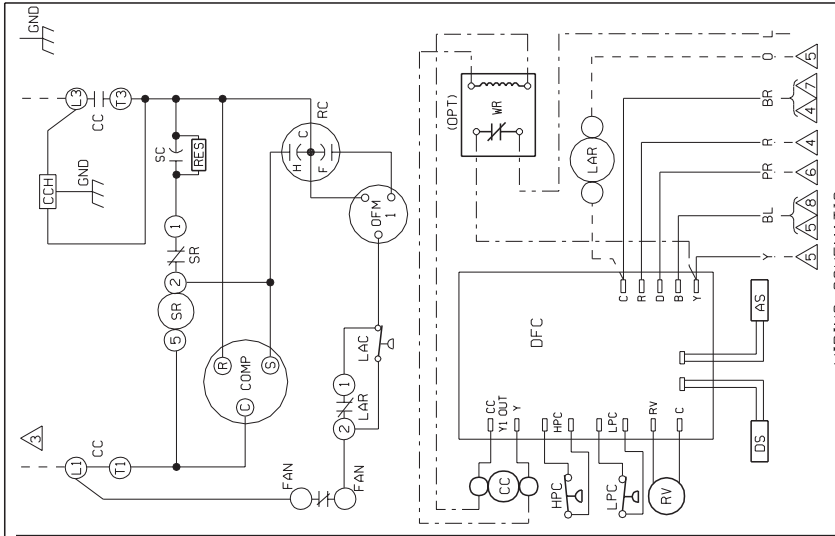 GND
L3
CC
T3
CCH
GND
SC
RES
1
SR
2
SR
5
RC
H
C
F
OFM
1
R
S
C
COMP
LAC
1
LAR
2
3
L1
CC
T1
FAN
FAN
(OPT)
WR
LAR
L
O
5
BR
4
7
R
4
PR
6
BL
5
8
Y
5
DFC
C
R
D
B
Y
AS
DS
CC
Y1 OUT
Y
HPC
LPC
RV
C
CC
HPC
LPC
RV